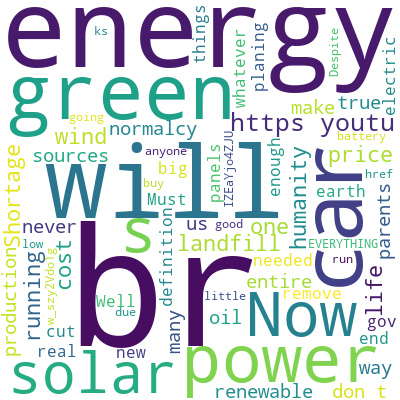 energy
ks
things
Despite
green
whatever
planing
electric
https youtu
will
car
make
true
wind
normalcy
going
sources
panels
IZEaYjo4ZJU
enough
big
price
battery
anyone
href
buy
Must
humanity
earth
parents
production
Shortage
never
s
us
one
good
EVERYTHING
landfill
low
br
definition
run
running
cost
Now
needed
w_szy2Vdoig
Well
due
little
entire
remove
life
cut
many
oil
gov
real
new
power
end
solar
way
renewable
don t